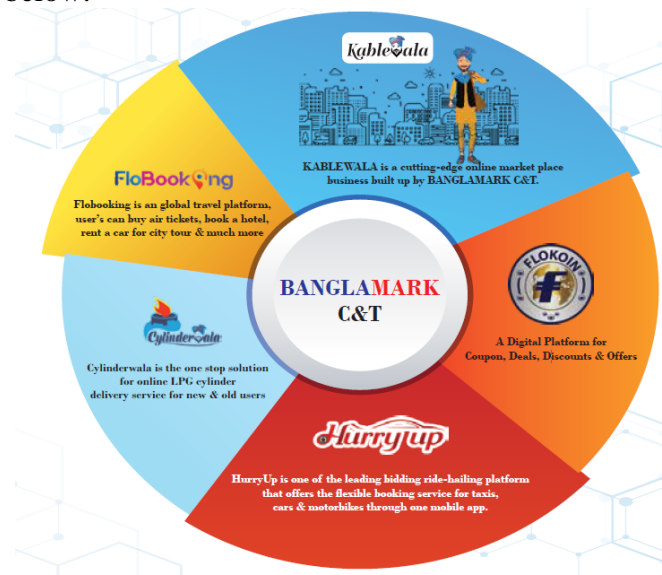 below.
Kablewala
KABLEWALA is a cutting-edge online market place
business built up by BANGLAMARK C&T.
FloBooking
Flobooking is an global travel platform,
user's can buy air tickets, book a hotel,
rent a car for city tour & much more
FLOKOIN
A Digital Platform for
Coupon, Deals, Discounts & Offers
BANGLAMARK
C&T
Cylinderwala
Cylinderwala is the one stop solution
for online LPG cylinder
delivery service for new & old users
HurryUp
HurryUp is one of the leading bidding ride-hailing platform
that offers the flexible booking service for taxis,
cars & motorbikes through one mobile app.